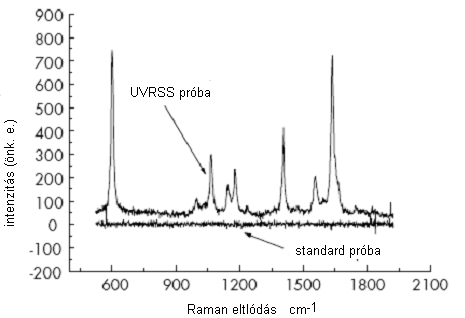 900
800
700
600
500
400
300
200
100
0
-100
-200
intenzitás (önk. e.)
UVRSS próba
standard próba
600 900 1200 1500 1800 2100
Raman eltlódás cm-1